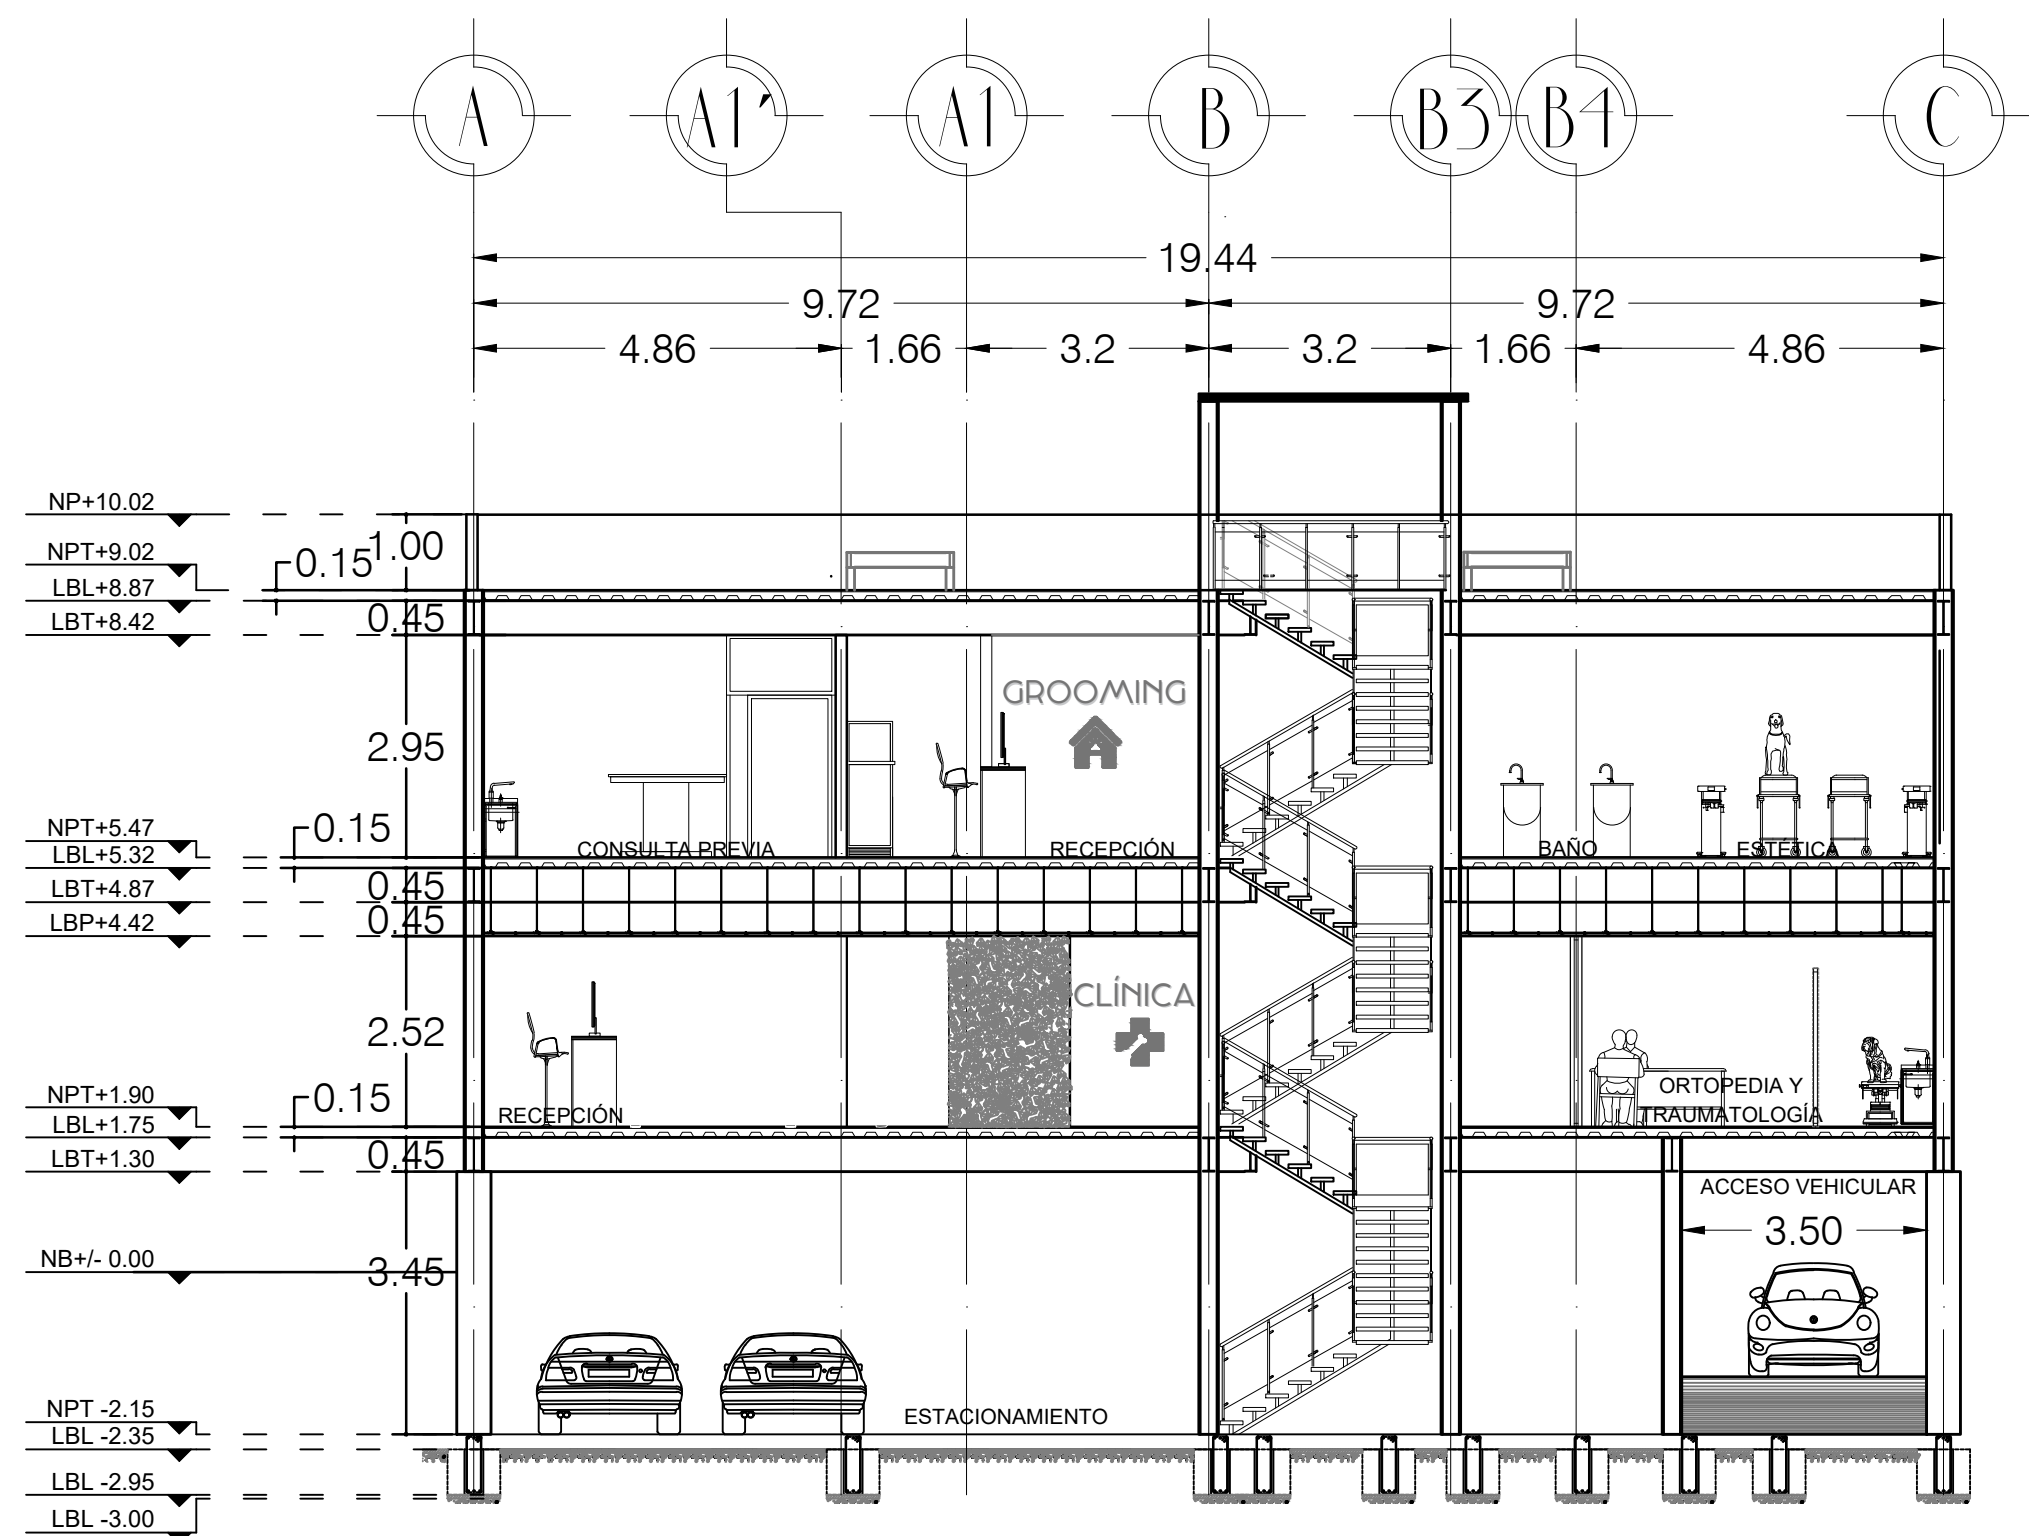 A A1´ A1 B B3 B4 C
19.44
9.72 9.72
4.86 1.66 3.2 3.2 1.66 4.86
NP+10.02
1.00
NPT+9.02
0.15
LBL+8.87
0.45
LBT+8.42
GROOMING
2.95
NPT+5.47
0.15
CONSULTA PREVIA RECEPCIÓN BAÑO ESTÉTICA
LBL+5.32
LBT+4.87
0.45
LBP+4.42
0.45
CLÍNICA
2.52
NPT+1.90
0.15
ORTOPEDIA Y
RECEPCIÓN TRAUMATOLOGÍA
LBL+1.75
LBT+1.30
0.45
ACCESO VEHICULAR
3.50
NB+/- 0.00
3.45
NPT -2.15
ESTACIONAMIENTO
LBL -2.35
LBL -2.95
LBL -3.00